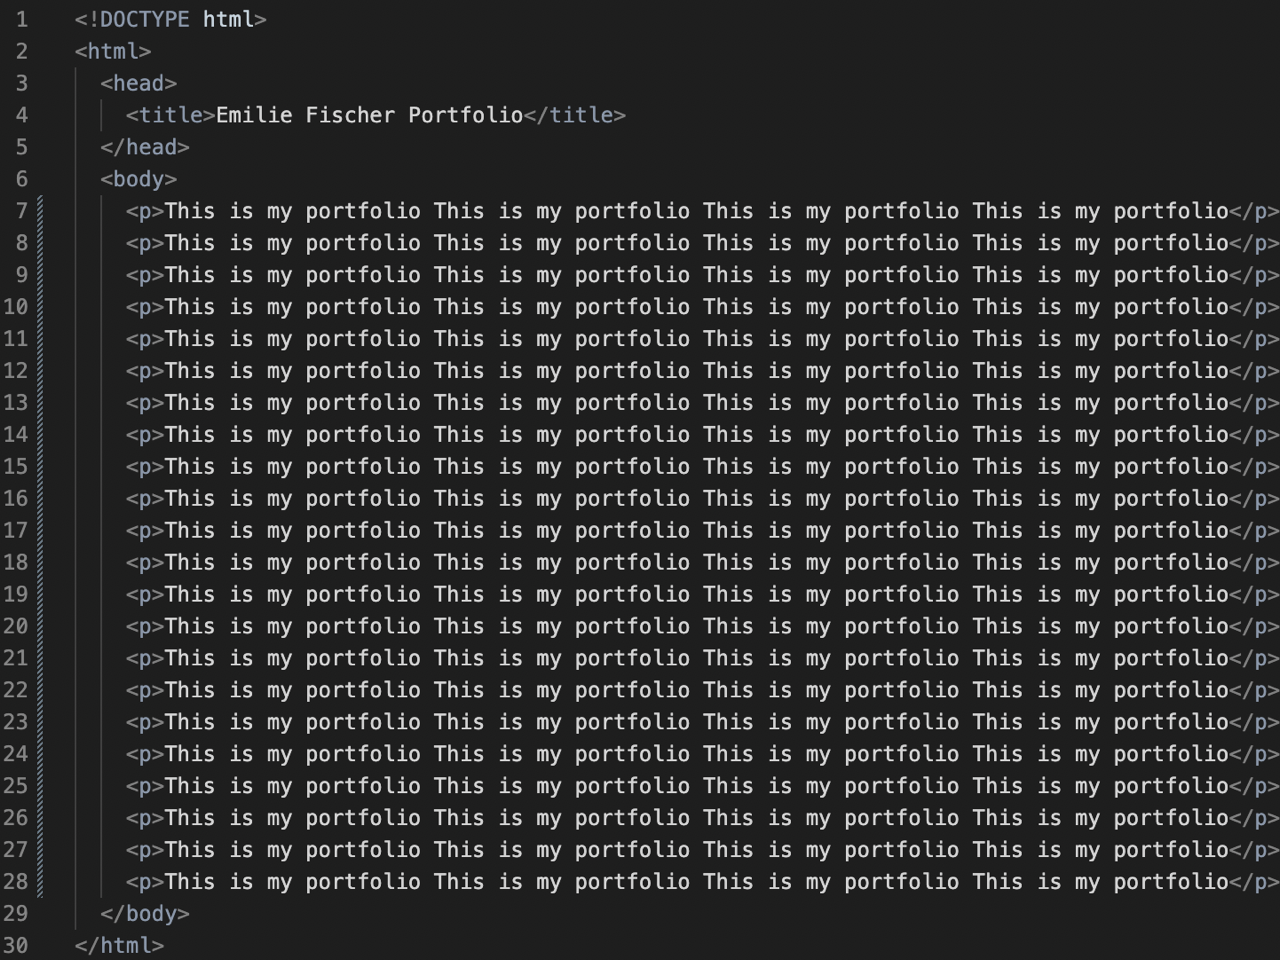 1 <!DOCTYPE html>
2 <html>
3 <head>
4 <title>Emilie Fischer Portfolio</title>
5 </head>
6 <body>
7 <p>This is my portfolio This is my portfolio This is my portfolio This is my portfolio</p>
8 <p>This is my portfolio This is my portfolio This is my portfolio This is my portfolio</p>
9 <p>This is my portfolio This is my portfolio This is my portfolio This is my portfolio</p>
10 <p>This is my portfolio This is my portfolio This is my portfolio This is my portfolio</p>
11 <p>This is my portfolio This is my portfolio This is my portfolio This is my portfolio</p>
12 <p>This is my portfolio This is my portfolio This is my portfolio This is my portfolio</p>
13 <p>This is my portfolio This is my portfolio This is my portfolio This is my portfolio</p>
14 <p>This is my portfolio This is my portfolio This is my portfolio This is my portfolio</p>
15 <p>This is my portfolio This is my portfolio This is my portfolio This is my portfolio</p>
16 <p>This is my portfolio This is my portfolio This is my portfolio This is my portfolio</p>
17 <p>This is my portfolio This is my portfolio This is my portfolio This is my portfolio</p>
18 <p>This is my portfolio This is my portfolio This is my portfolio This is my portfolio</p>
19 <p>This is my portfolio This is my portfolio This is my portfolio This is my portfolio</p>
20 <p>This is my portfolio This is my portfolio This is my portfolio This is my portfolio</p>
21 <p>This is my portfolio This is my portfolio This is my portfolio This is my portfolio</p>
22 <p>This is my portfolio This is my portfolio This is my portfolio This is my portfolio</p>
23 <p>This is my portfolio This is my portfolio This is my portfolio This is my portfolio</p>
24 <p>This is my portfolio This is my portfolio This is my portfolio This is my portfolio</p>
25 <p>This is my portfolio This is my portfolio This is my portfolio This is my portfolio</p>
26 <p>This is my portfolio This is my portfolio This is my portfolio This is my portfolio</p>
27 <p>This is my portfolio This is my portfolio This is my portfolio This is my portfolio</p>
28 <p>This is my portfolio This is my portfolio This is my portfolio This is my portfolio</p>
29 </body>
30 </html>